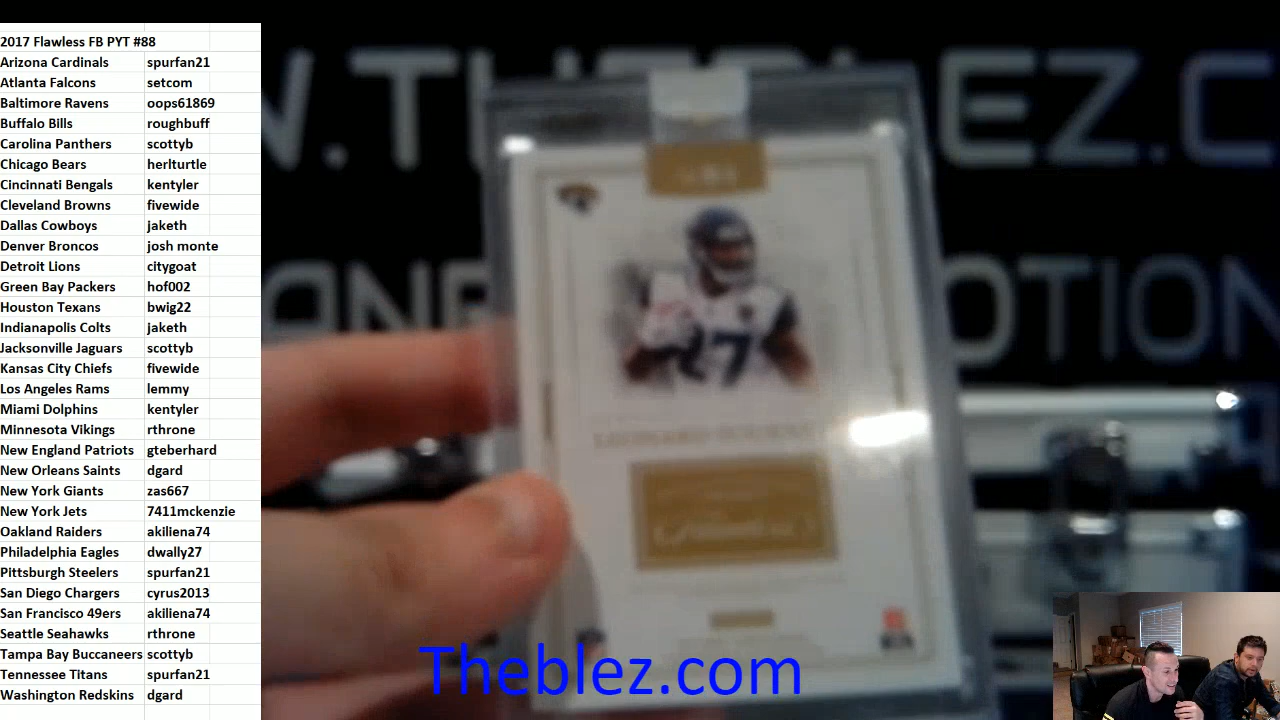 2017 Flawless FB PYT #88
Arizona Cardinals spurfan21
Atlanta Falcons setcom
Baltimore Ravens oops61869
Buffalo Bills roughbuff
Carolina Panthers scottyb
Chicago Bears herlturtle
Cincinnati Bengals kentyler
Cleveland Browns fivewide
Dallas Cowboys jaketh
Denver Broncos josh monte
Detroit Lions citygoat
Green Bay Packers hof002
Houston Texans bwig22
Indianapolis Colts jaketh
Jacksonville Jaguars scottyb
Kansas City Chiefs fivewide
Los Angeles Rams lemmy
Miami Dolphins kentyler
Minnesota Vikings rthrone
New England Patriots gteberhard
New Orleans Saints dgard
New York Giants zas667
New York Jets 7411mckenzie
Oakland Raiders akiliena74
Philadelphia Eagles dwally27
Pittsburgh Steelers spurfan21
San Diego Chargers cyrus2013
San Francisco 49ers akiliena74
Seattle Seahawks rthrone
Tampa Bay Buccaneers scottyb
Tennessee Titans spurfan21
Washington Redskins dgard
27
Theblez.com